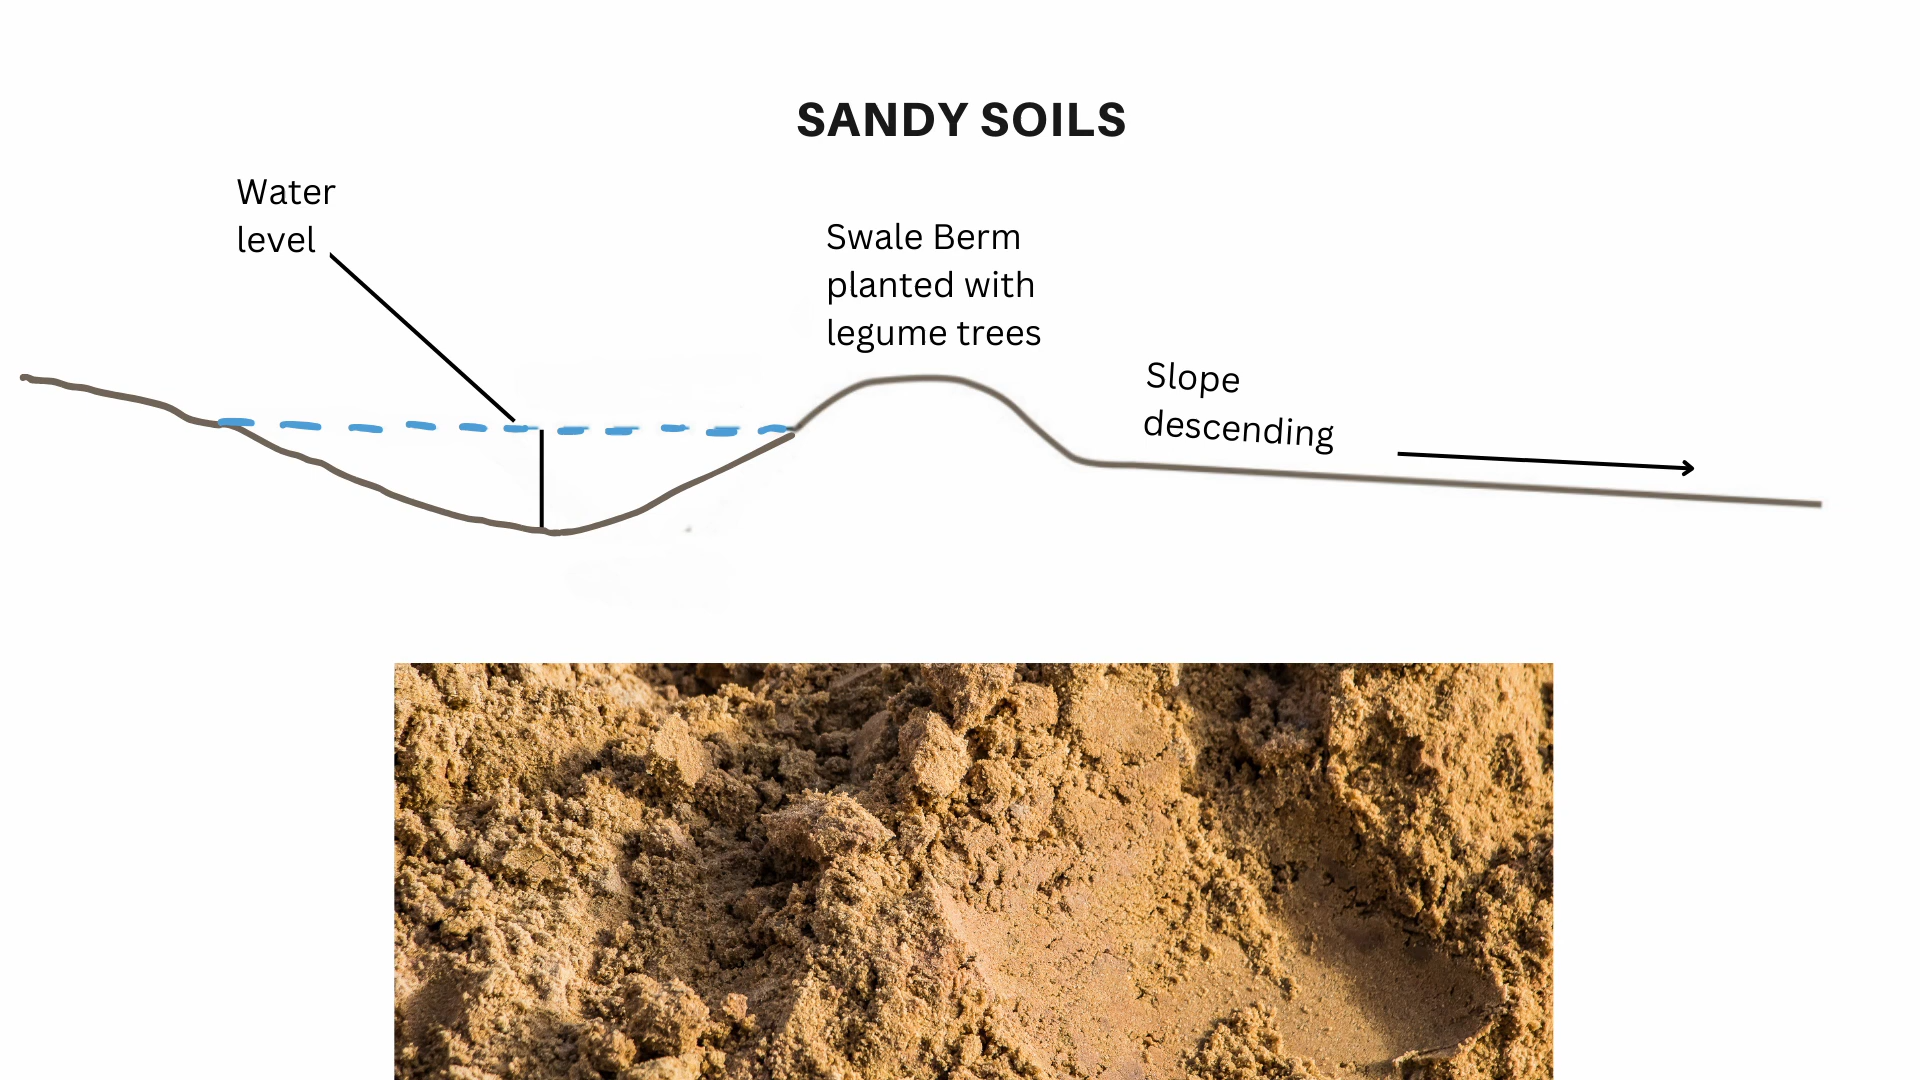 SANDY SOILS
Water
level
Swale Berm
planted with
legume trees
Slope
descending